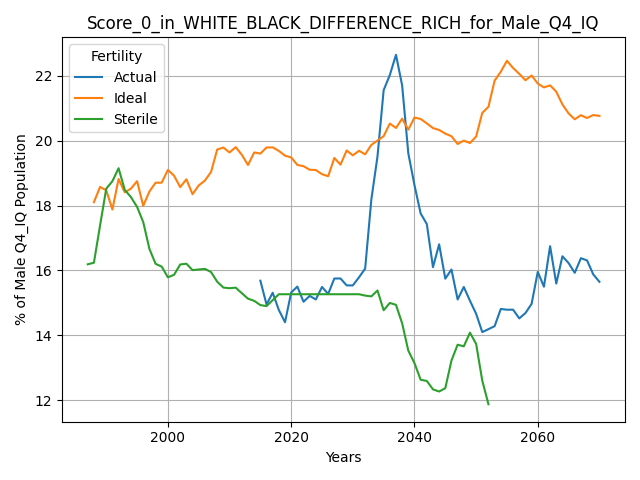 Score_0_in_WHITE_BLACK_DIFFERENCE_RICH_for_Male_Q4_IQ
Fertility
Actual
Ideal
Sterile
% of Male Q4_IQ Population
22
20
18
16
14
12
2000
2020
2040
2060
Years